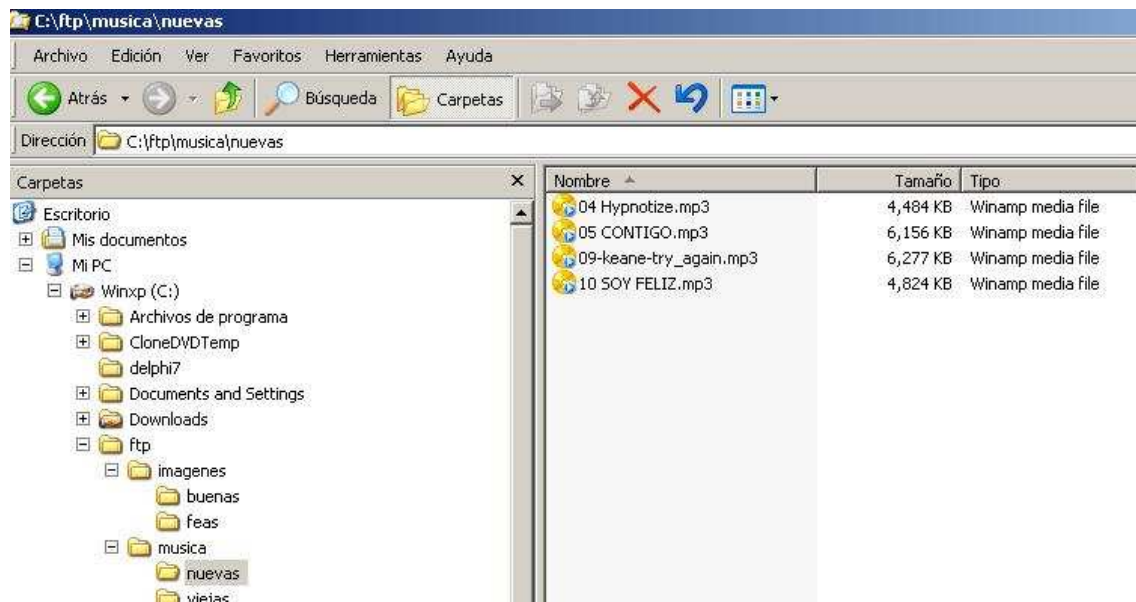 C:\ftp\musica\nuevas
Archivo Edición Ver Favoritos Herramientas Ayuda
Atrás Búsqueda Carpetas
Dirección C:\ftp\musica\nuevas
Carpetas
Escritorio
Mis documentos
Mi PC
Winxp (C:)
Archivos de programa
CloneDVDTemp
delphi7
Documents and Settings
Downloads
ftp
imagenes
buenas
feas
musica
nuevas
viejas
Nombre Tamaño Tipo
04 Hypnotize.mp3 4,484 KB Winamp media file
05 CONTIGO.mp3 6,156 KB Winamp media file
09-keane-try_again.mp3 6,277 KB Winamp media file
10 SOY FELIZ.mp3 4,824 KB Winamp media file